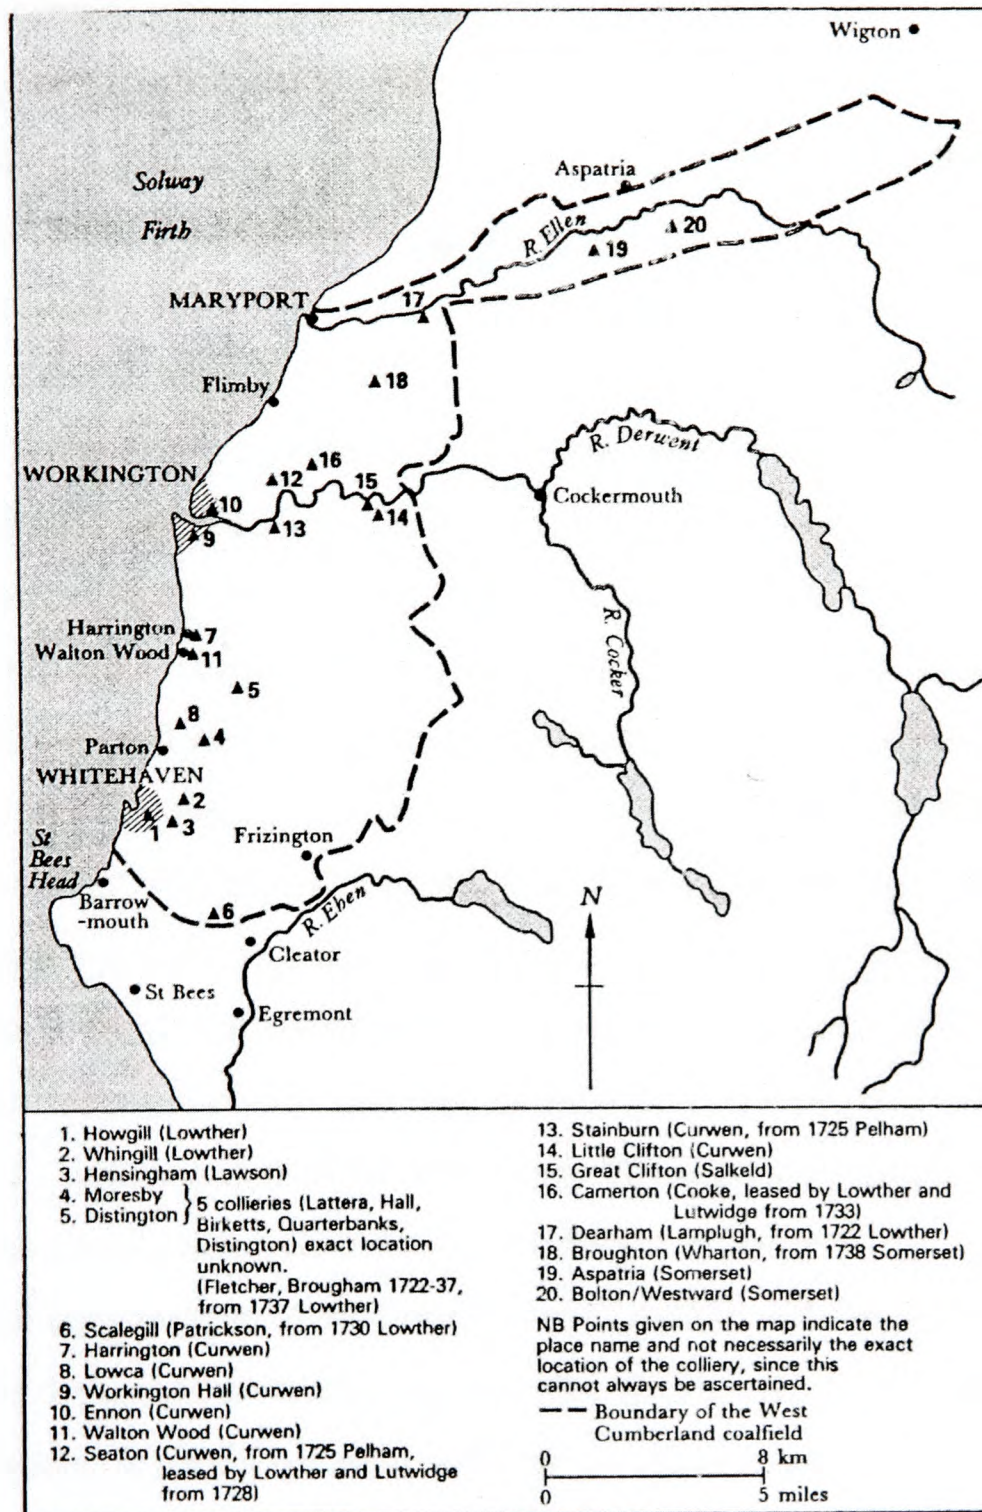 Wigton
Solway
Firth
Aspatria
R. Ellen
20
19
MARYPORT
17
Flimby
18
R. Derwent
WORKINGTON
16
12
15
10
14
Cockermouth
13
9
Harrington
7
Walton Wood
11
R. Cocker
5
8
4
Parton
WHITEHAVEN
2
1
3
St
Bees
Head
Frizington
Barrow
-mouth
6
R. Ehen
N
Cleator
St Bees
Egremont
1. Howgill (Lowther)
2. Whingill (Lowther)
3. Hensingham (Lawson)
4. Moresby
5. Distington
5 collieries (Lattera, Hall,
Birketts, Quarterbanks,
Distington) exact location
unknown.
(Fletcher, Brougham 1722-37,
from 1737 Lowther)
6. Scalegill (Patrickson, from 1730 Lowther)
7. Harrington (Curwen)
8. Lowca (Curwen)
9. Workington Hall (Curwen)
10. Ennon (Curwen)
11. Walton Wood (Curwen)
12. Seaton (Curwen, from 1725 Pelham,
leased by Lowther and Lutwidge
from 1728)
13. Stainburn (Curwen, from 1725 Pelham)
14. Little Clifton (Curwen)
15. Great Clifton (Salkeld)
16. Camerton (Cooke, leased by Lowther and
Lutwidge from 1733)
17. Dearham (Lamplugh, from 1722 Lowther)
18. Broughton (Wharton, from 1738 Somerset)
19. Aspatria (Somerset)
20. Bolton/Westward (Somerset)
NB Points given on the map indicate the
place name and not necessarily the exact
location of the colliery, since this
cannot always be ascertained.
Boundary of the West
Cumberland coalfield
0 8 km
0 5 miles